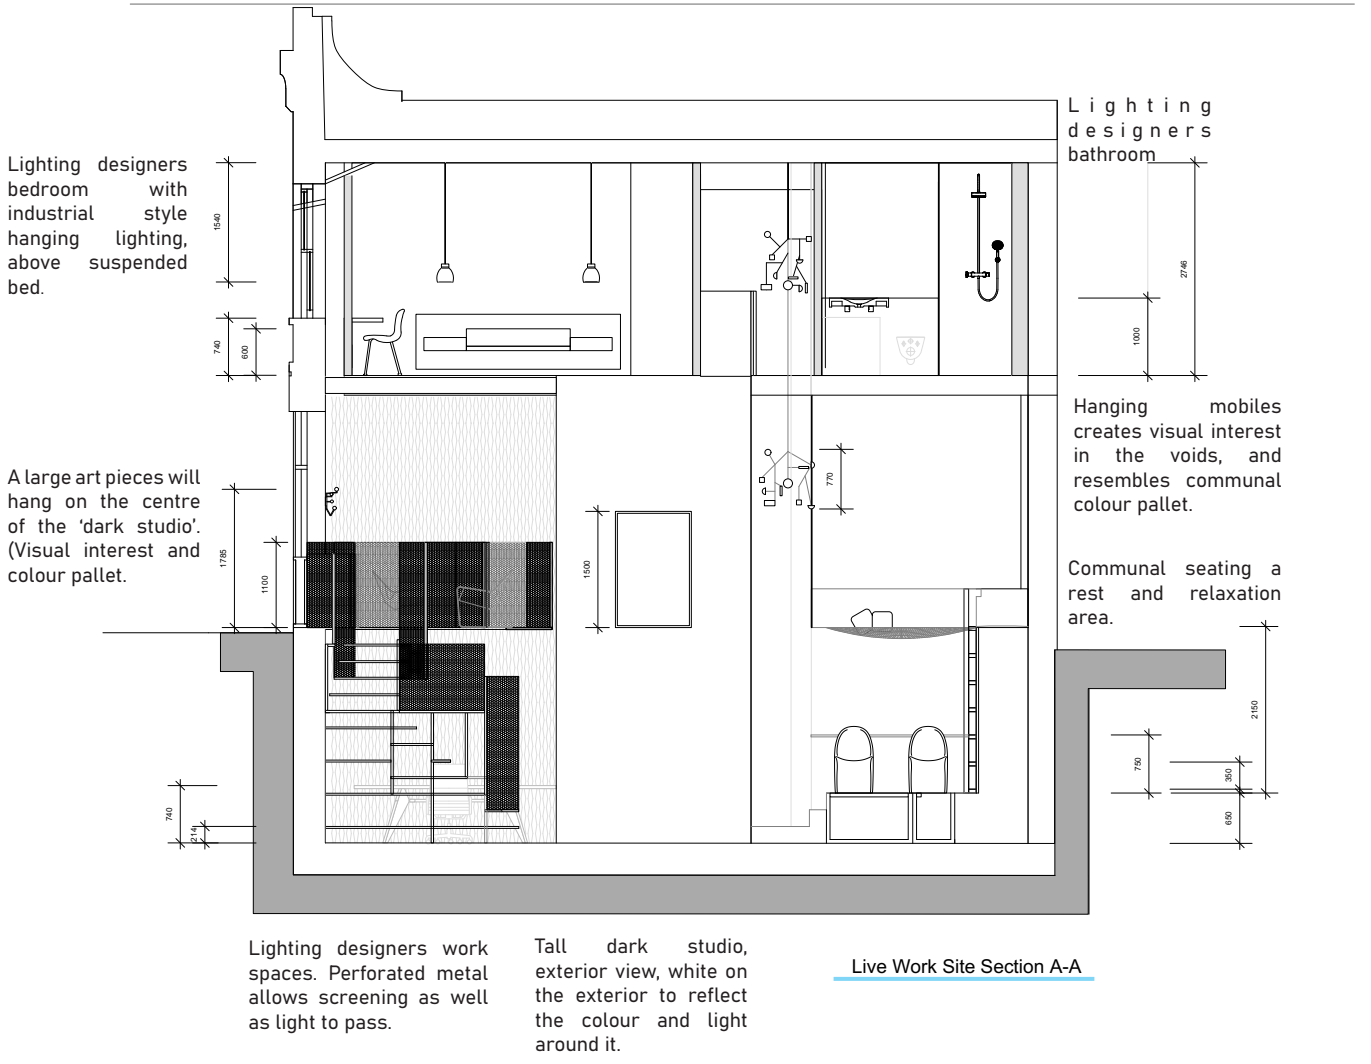 Lighting
designers
bathroom
Lighting designers
bedroom with
industrial style
hanging lighting,
above suspended
bed.
1540
740
600
2746
1000
Hanging mobiles
creates visual interest
in the voids, and
resembles communal
colour pallet.
A large art pieces will
hang on the centre
of the ‘dark studio’.
(Visual interest and
colour pallet.
1785
1100
1500
770
Communal seating a
rest and relaxation
area.
740
214
2150
750
350
650
Lighting designers work
spaces. Perforated metal
allows screening as well
as light to pass.
Tall dark studio,
exterior view, white on
the exterior to reflect
the colour and light
around it.
Live Work Site Section A-A